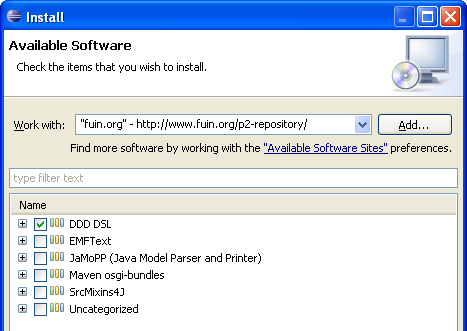 Install
Available Software
Check the items that you wish to install.
Work with: "fuin.org" - http://www.fuin.org/p2-repository/ Add...
Find more software by working with the "Available Software Sites" preferences.
type filter text
Name
DDD DSL
EMFText
JaMoPP (Java Model Parser and Printer)
Maven osgi-bundles
SrcMixins4J
Uncategorized